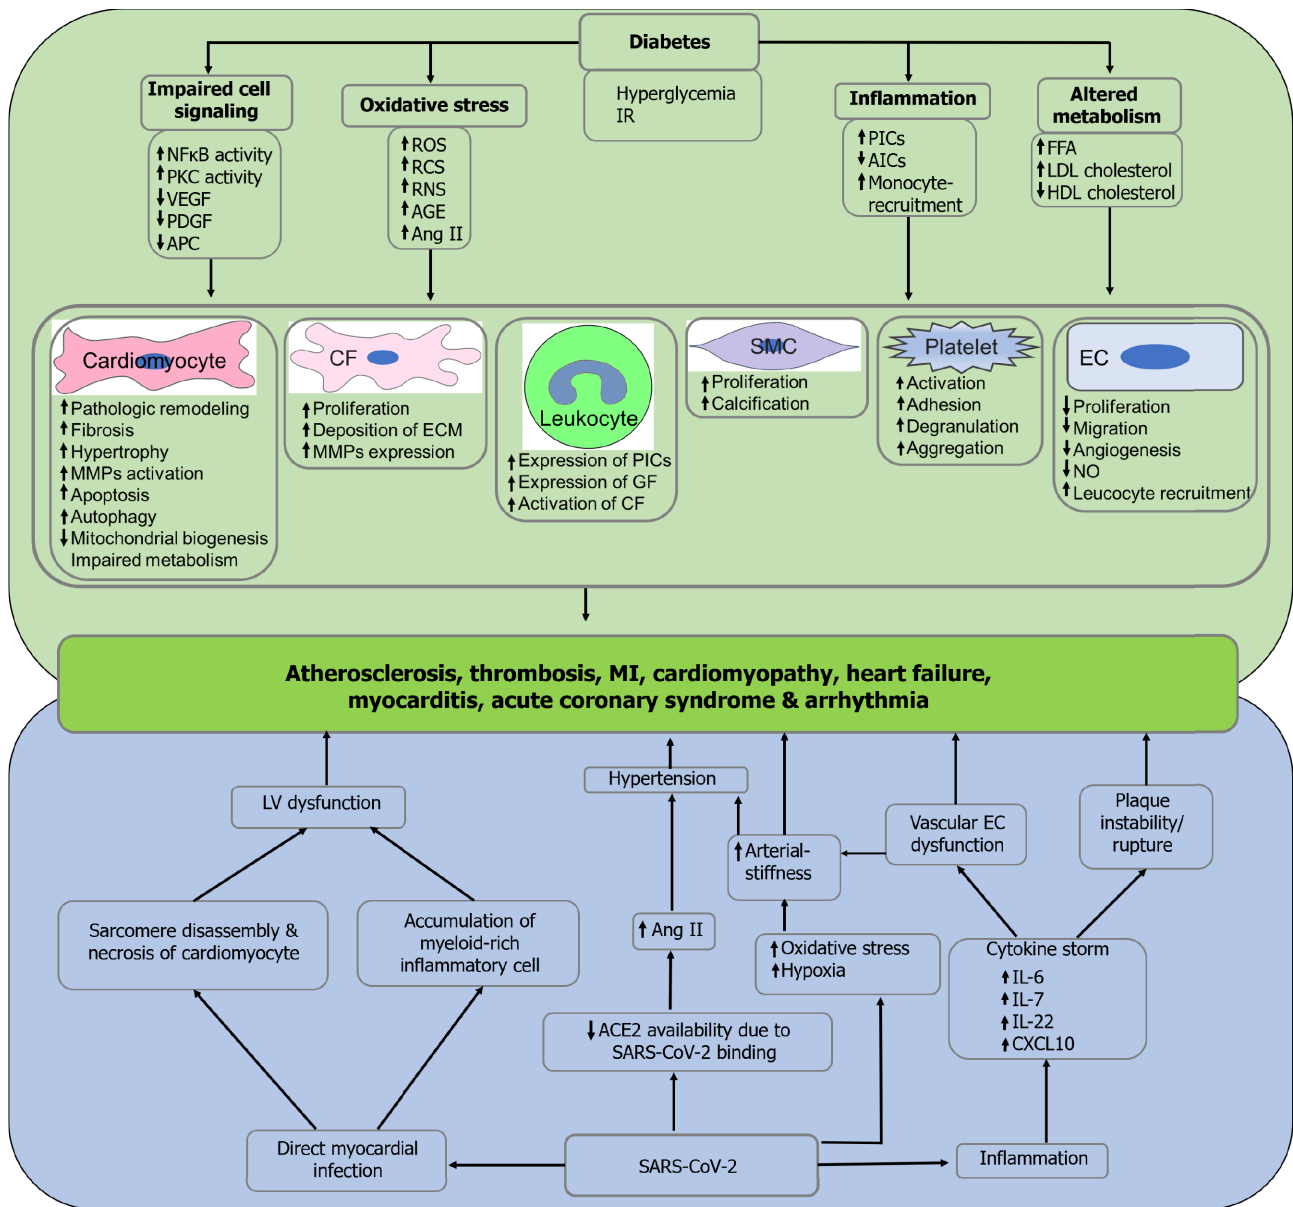 Diabetes
Hyperglycemia
IR
Impaired cell
signaling
↑NFκB activity
↑PKC activity
↓VEGF
↓PDGF
↓APC
Oxidative stress
↑ROS
↑RCS
↑RNS
↑AGE
↑Ang II
Inflammation
↑PICs
↓AICs
↑Monocyte-
recruitment
Altered
metabolism
↑FFA
↑LDL cholesterol
↓HDL cholesterol
Cardiomyocyte
↑Pathologic remodeling
↑Fibrosis
↑Hypertrophy
↑MMPs activation
↑Apoptosis
↑Autophagy
↓Mitochondrial biogenesis
Impaired metabolism
CF
↑Proliferation
↑Deposition of ECM
↑MMPs expression
Leukocyte
↑Expression of PICs
↑Expression of GF
↑Activation of CF
SMC
↑Proliferation
↑Calcification
Platelet
↑Activation
↑Adhesion
↑Degranulation
↑Aggregation
EC
↓Proliferation
↓Migration
↓Angiogenesis
↓NO
↑Leucocyte recruitment
Atherosclerosis, thrombosis, MI, cardiomyopathy, heart failure,
myocarditis, acute coronary syndrome & arrhythmia
LV dysfunction
Hypertension
↑Arterial-
stiffness
Vascular EC
dysfunction
Plaque
instability/
rupture
Sarcomere disassembly &
necrosis of cardiomyocyte
Accumulation of
myeloid-rich
inflammatory cell
↑Ang II
↑Oxidative stress
↑Hypoxia
Cytokine storm
↑IL-6
↑IL-7
↑IL-22
↑CXCL10
↓ACE2 availability due to
SARS-CoV-2 binding
Direct myocardial
infection
SARS-CoV-2
Inflammation